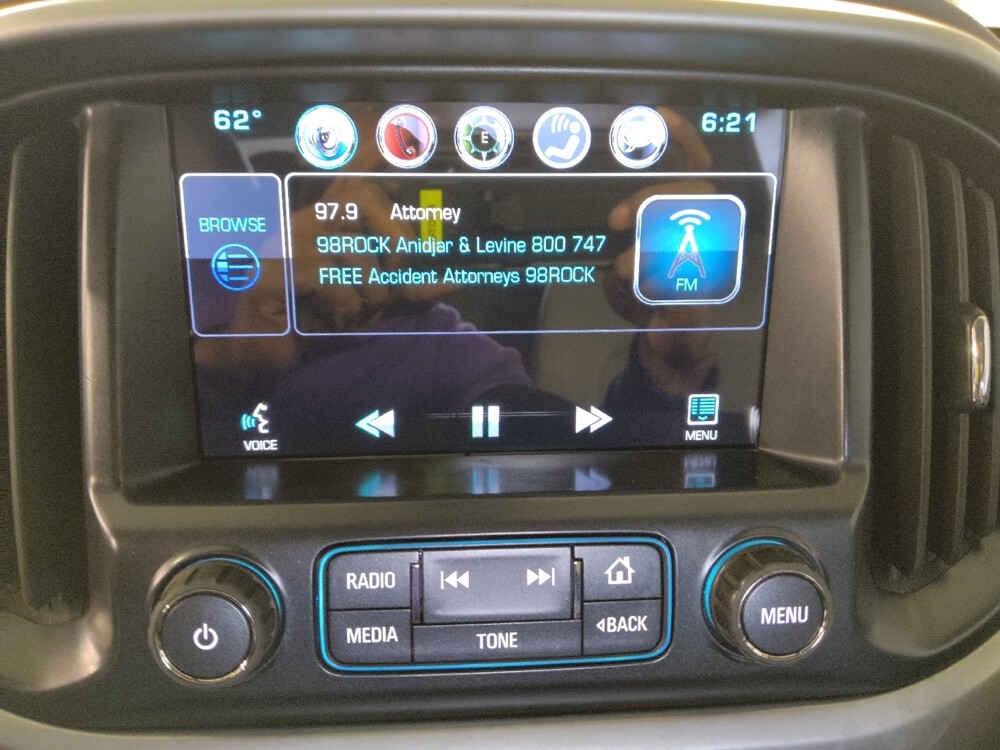 62°
E
6:21
BROWSE
97.9 Attorney
98ROCK Anidjar & Levine 800 747
FREE Accident Attorneys 98ROCK
FM
VOICE
MENU
RADIO
MEDIA
TONE
BACK
MENU